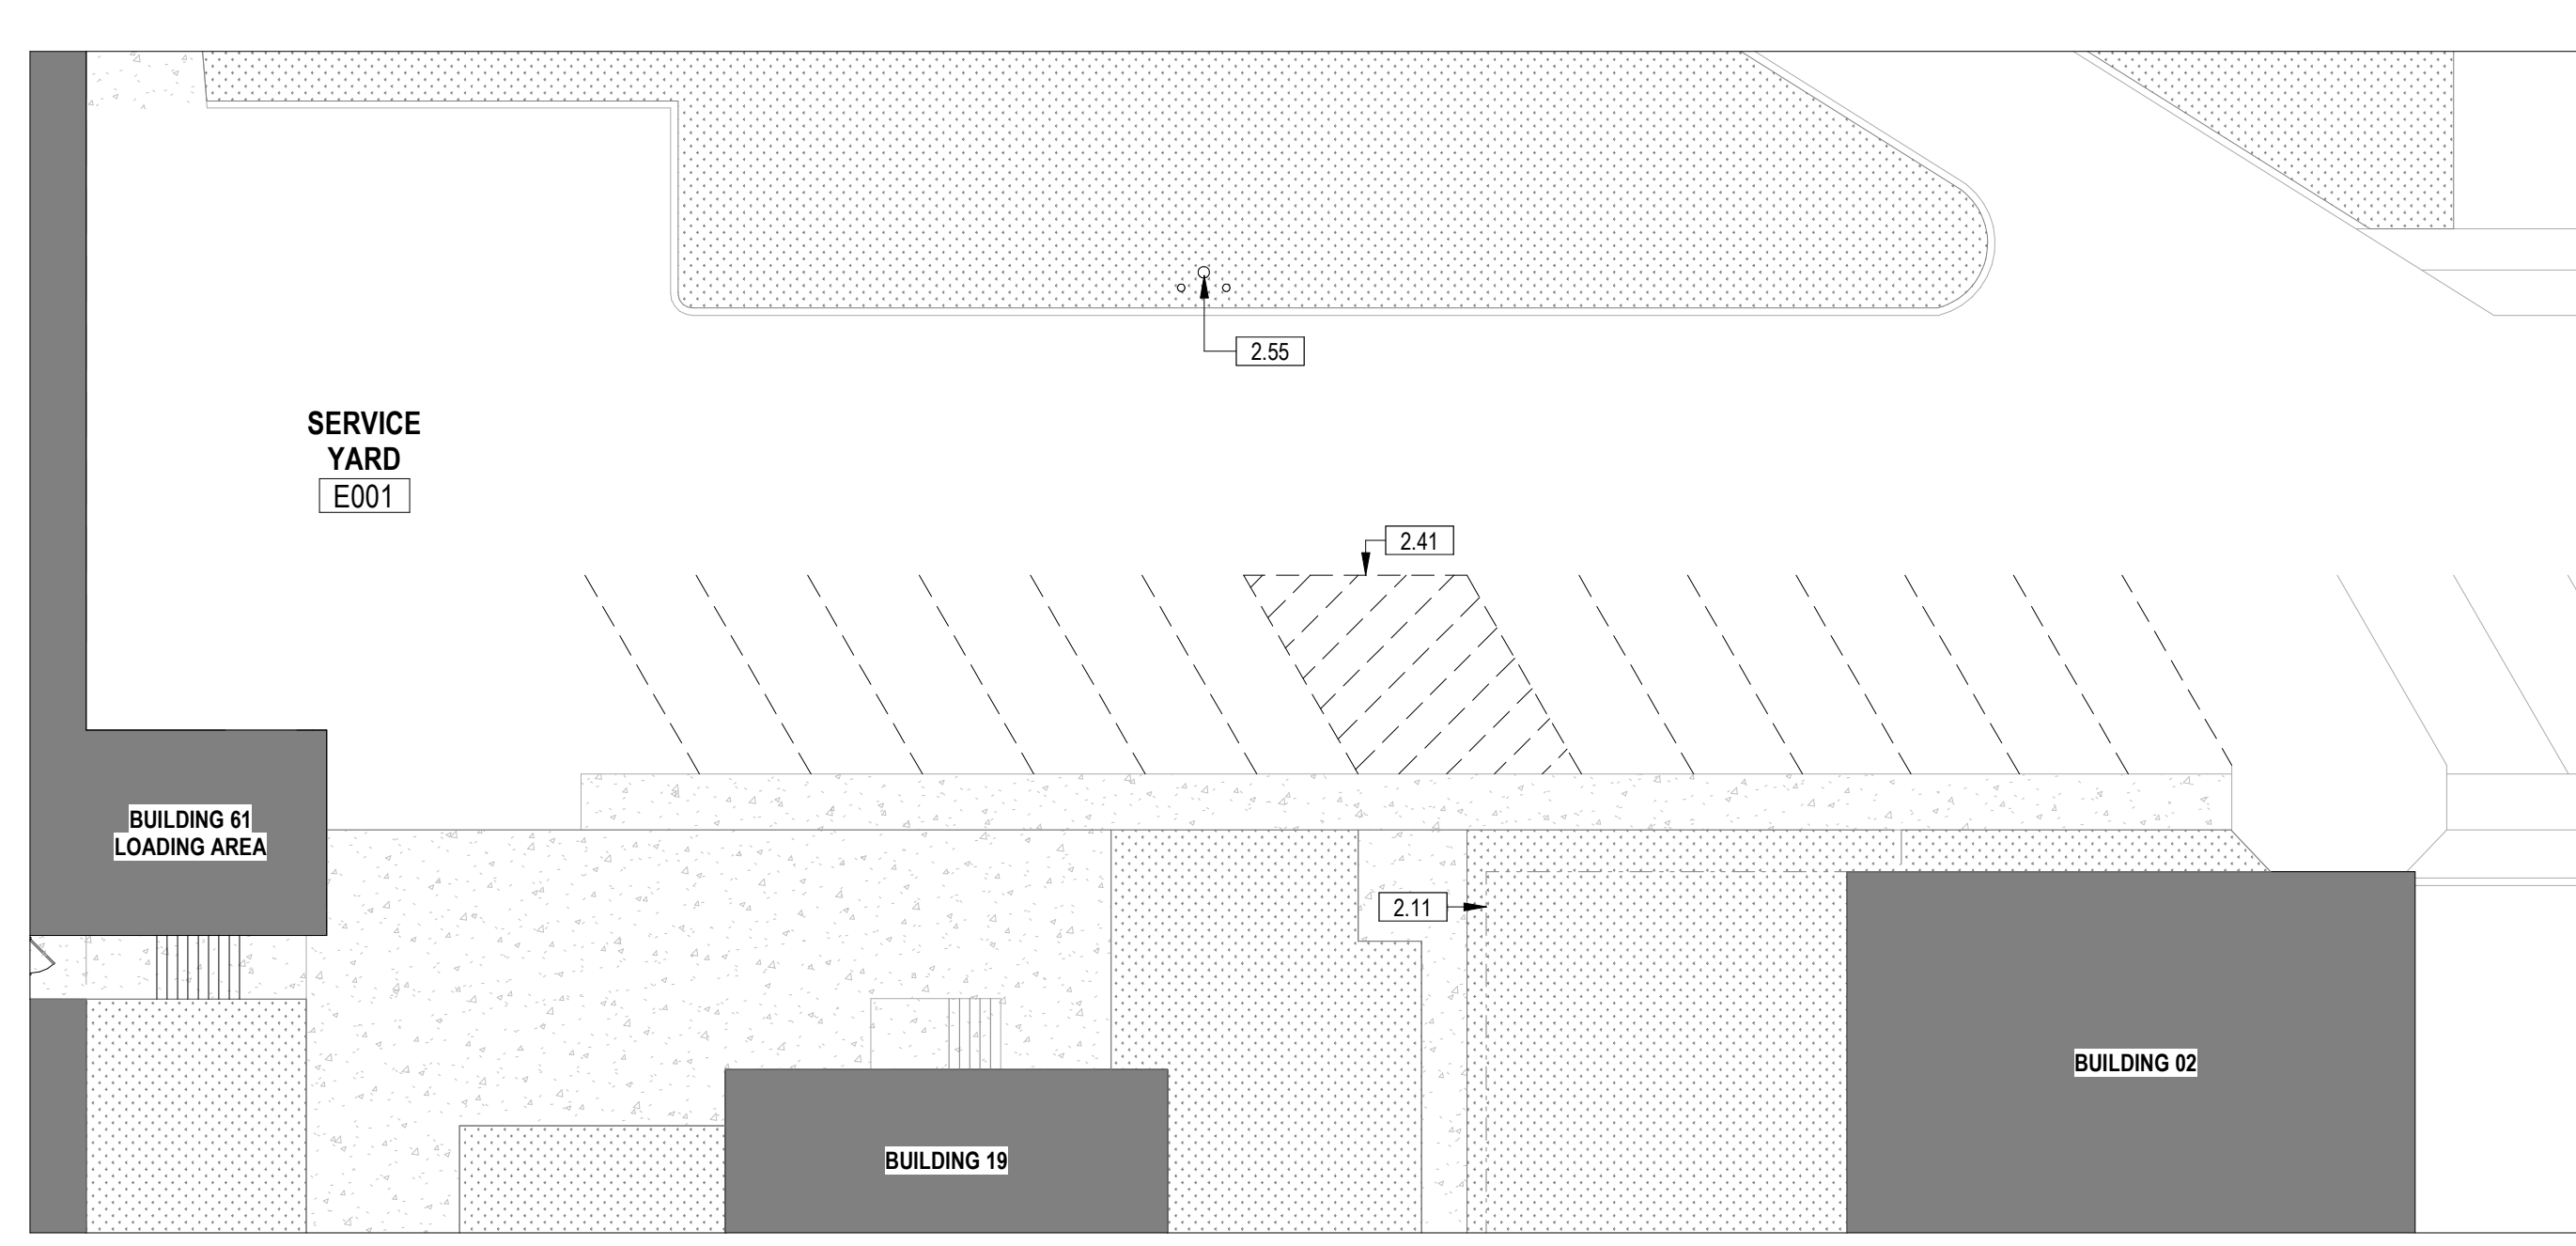 2.55
SERVICE
YARD
E001
2.41
BUILDING 61
LOADING AREA
2.11
BUILDING 02
BUILDING 19